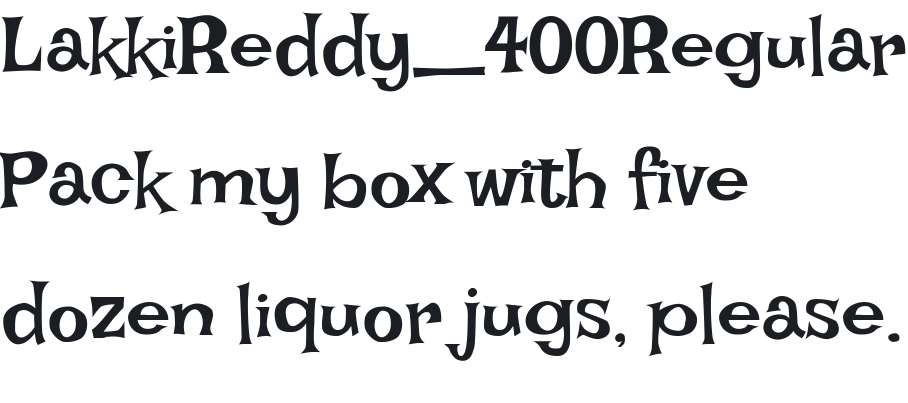 LakkiReddy_400Regular
Pack my box with five
dozen liquor jugs, please.